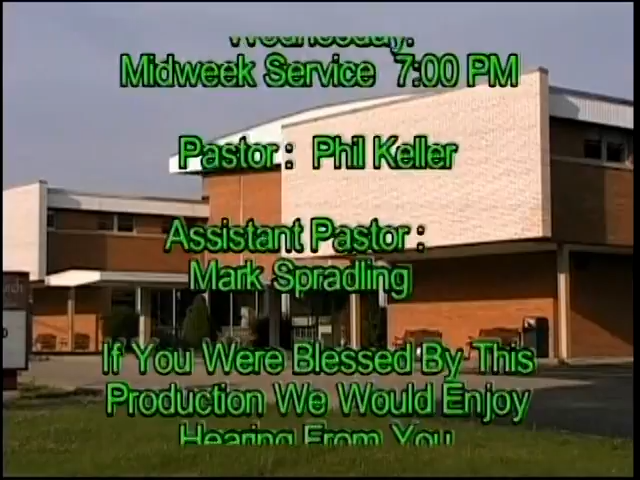 Wednesday:
Midweek Service 7:00 PM
Pastor : Phil Keller
Assistant Pastor :
Mark Spradling
If You Were Blessed By This
Production We Would Enjoy
Hearing From You